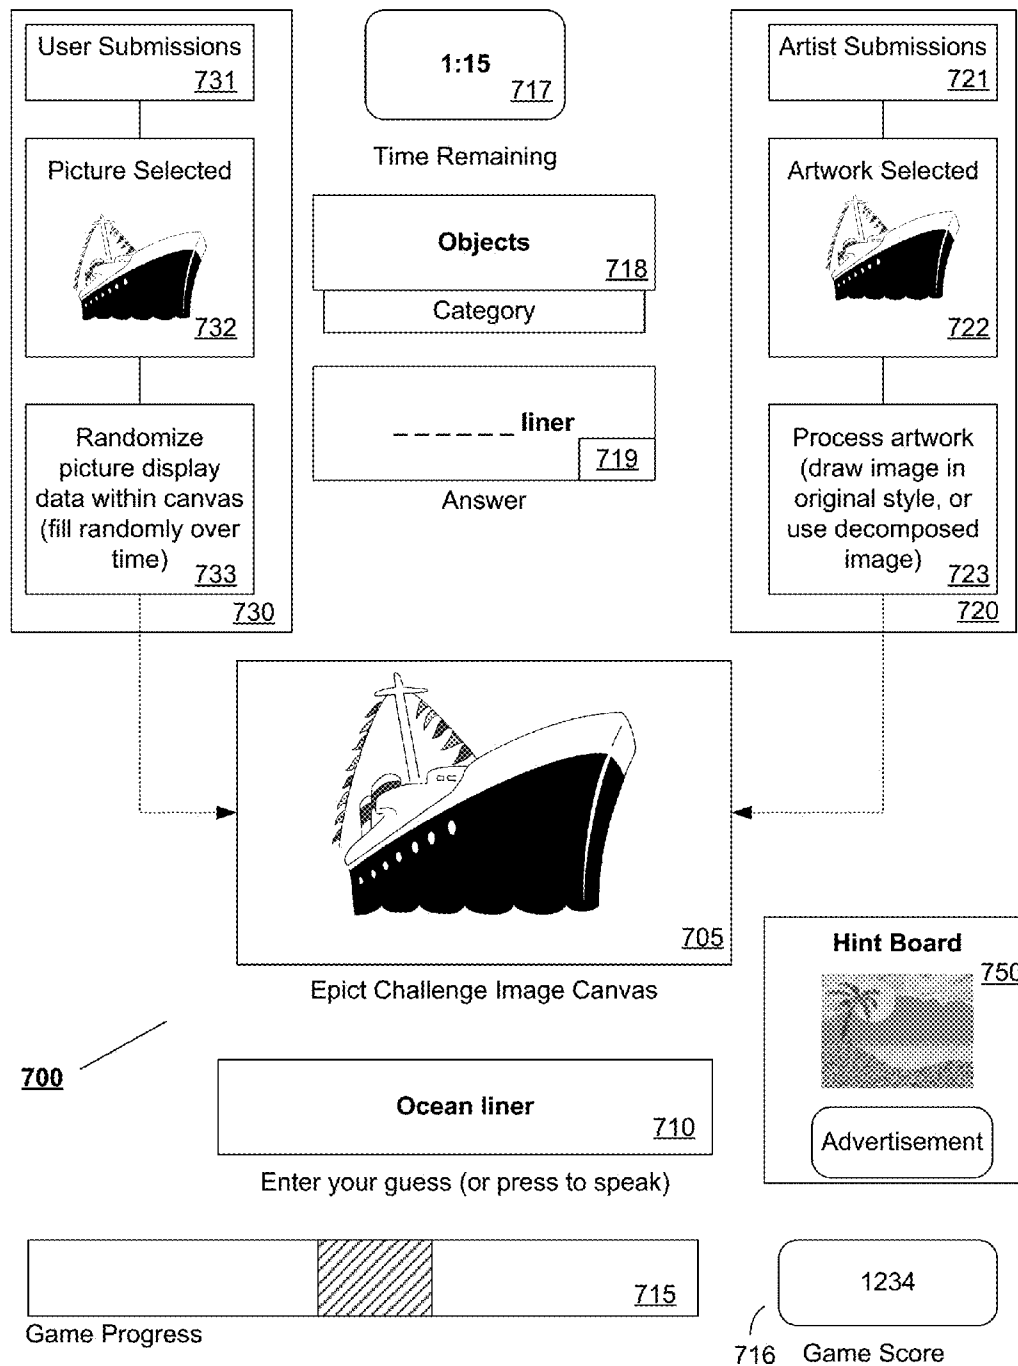 User Submissions
731
Picture Selected
732
Randomize
picture display
data within canvas
(fill randomly over
time)
733
730
1:15
717
Time Remaining
Objects
718
Category
_ _ _ _ _ _ liner
719
Answer
Artist Submissions
721
Artwork Selected
722
Process artwork
(draw image in
original style, or
use decomposed
image)
723
720
705
Epict Challenge Image Canvas
Hint Board
750
Advertisement
700
Ocean liner
710
Enter your guess (or press to speak)
715
Game Progress
1234
716
Game Score